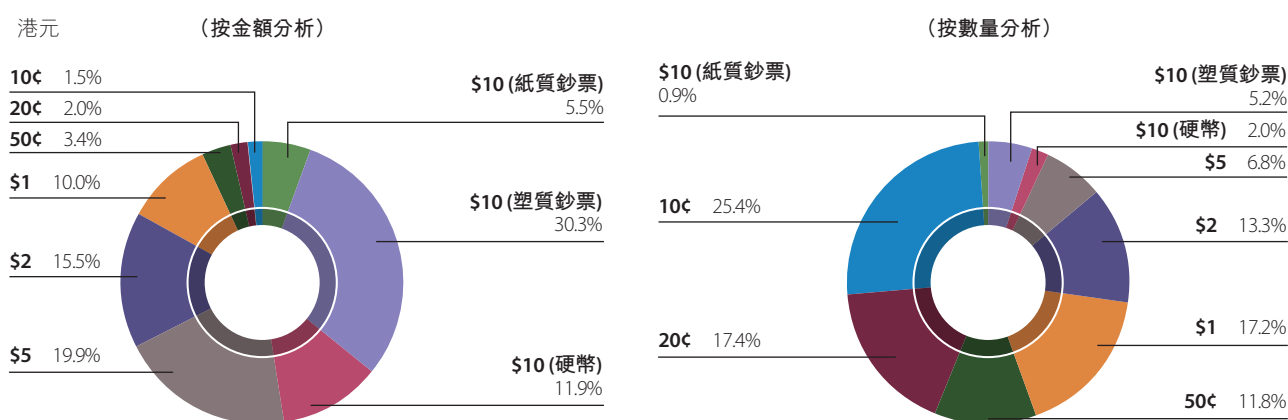 港元
（按金額分析）
10¢ 1.5%
20¢ 2.0%
50¢ 3.4%
$1 10.0%
$2 15.5%
$5 19.9%
$10 (紙質鈔票)
5.5%
$10 (塑質鈔票)
30.3%
$10 (硬幣)
11.9%
（按數量分析）
$10 (紙質鈔票)
0.9%
10¢ 25.4%
20¢ 17.4%
$10 (塑質鈔票)
5.2%
$10 (硬幣) 2.0%
$5 6.8%
$2 13.3%
$1 17.2%
50¢ 11.8%